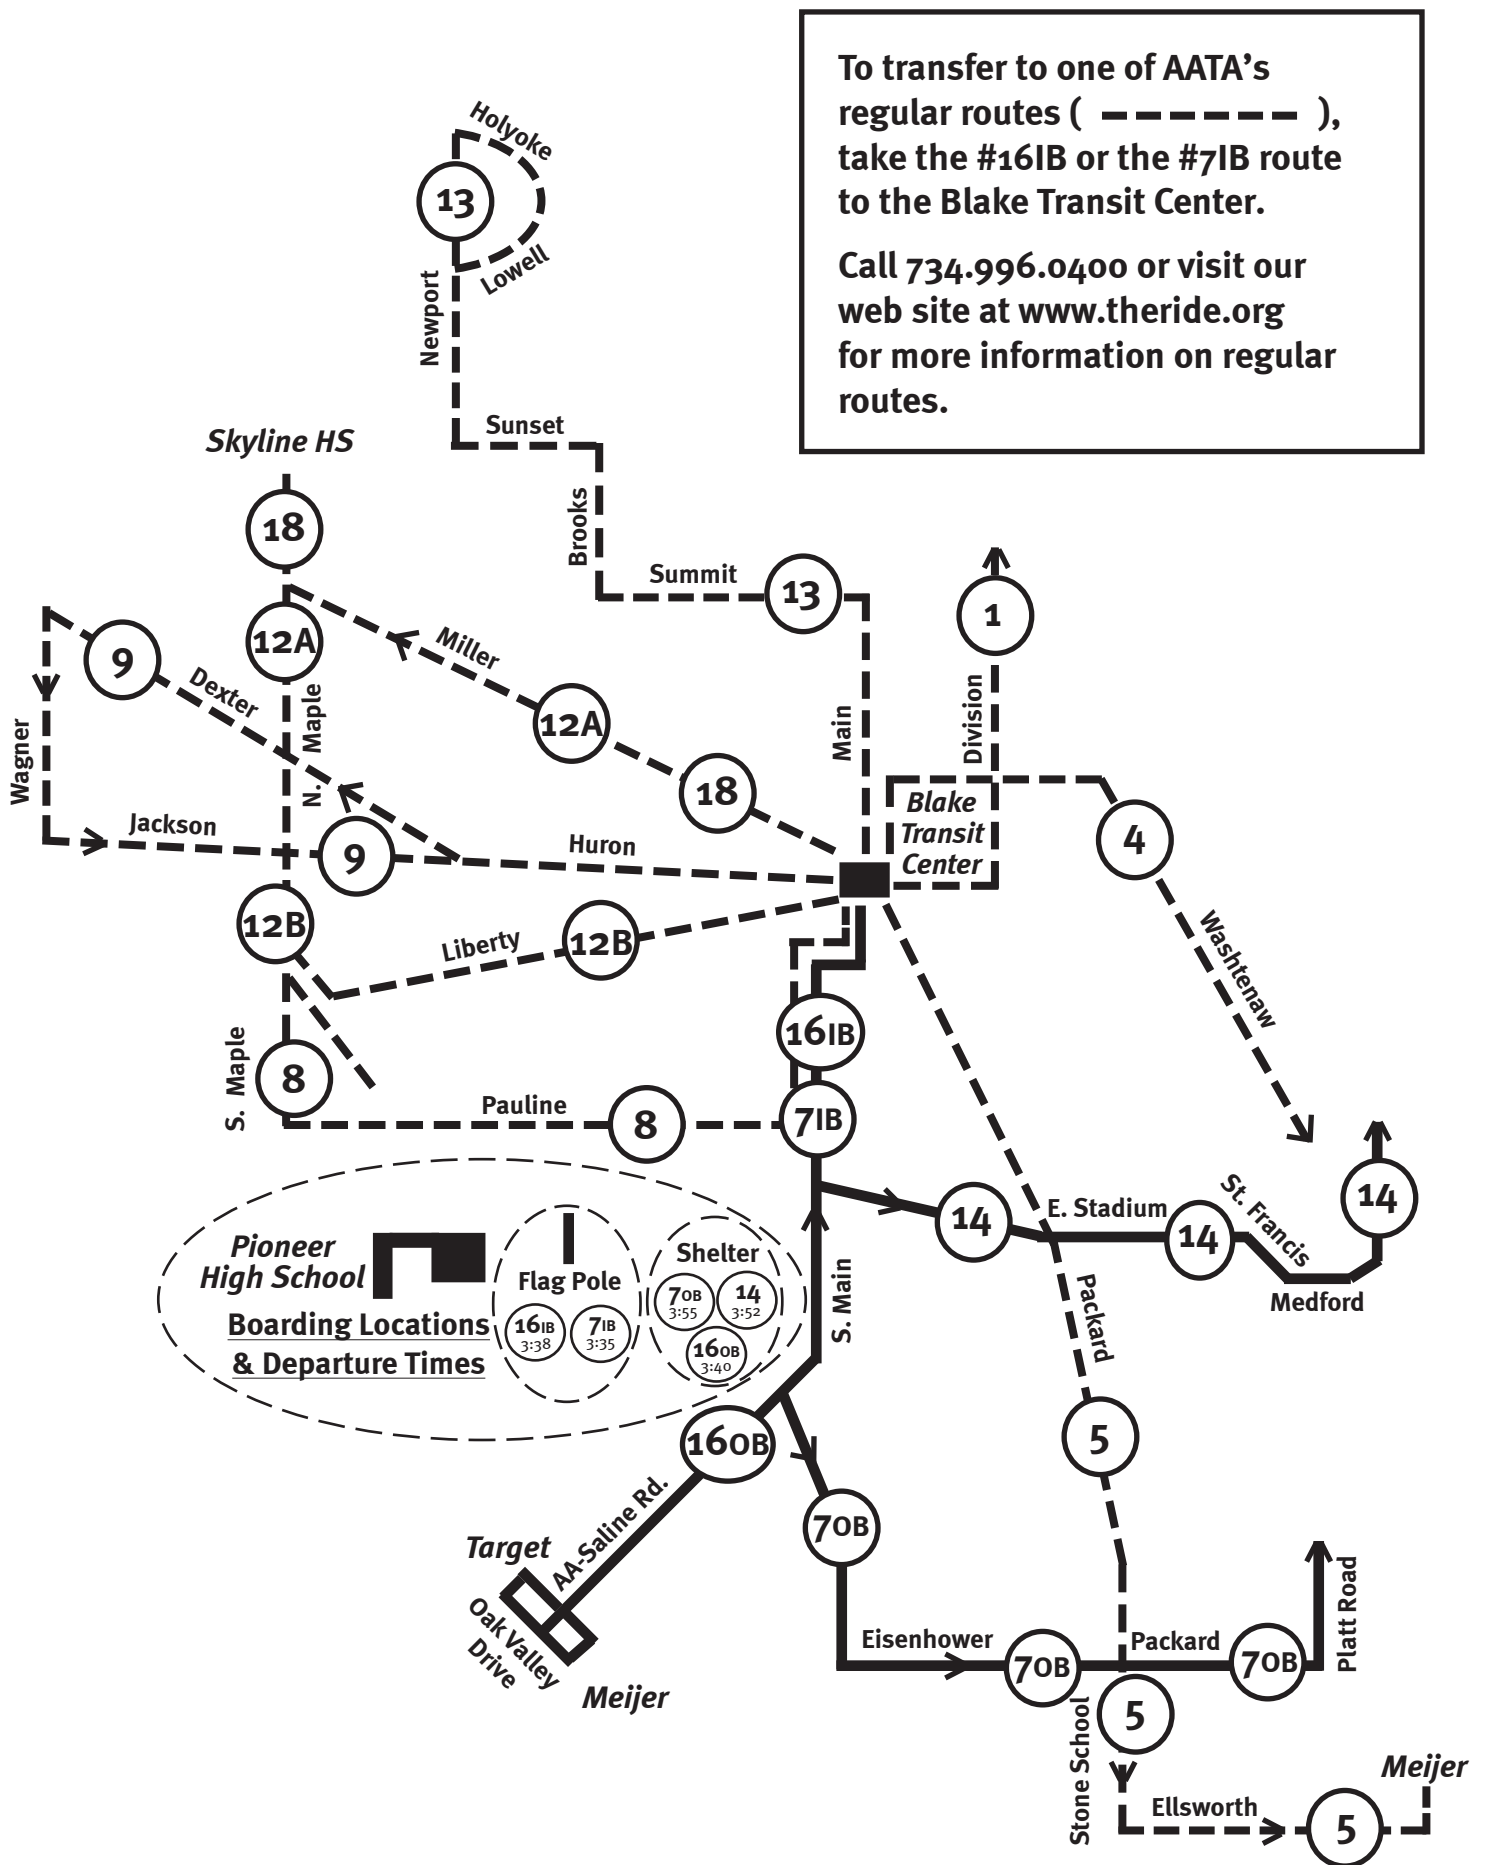 To transfer to one of AATA's
regular routes ( ------- ),
take the #16IB or the #7IB route
to the Blake Transit Center.
Call 734.996.0400 or visit our
web site at www.theride.org
for more information on regular
routes.
Holyoke
13
Lowell
Newport
Sunset
Skyline HS
18
Brooks
Summit
13
1
12A
9
Miller
Dexter
N. Maple
12A
Main
Division
Wagner
18
Blake
Transit
Center
4
Jackson
9
Huron
12B
Liberty
12B
Washtenaw
16IB
S. Maple
8
Pauline
8
7IB
14
E. Stadium
14
St. Francis
14
Medford
Pioneer
High School
Boarding Locations
& Departure Times
Flag Pole
16IB
3:38
7IB
3:35
Shelter
7OB
3:55
14
3:52
16OB
3:40
S. Main
Packard
16OB
5
AA-Saline Rd.
7OB
Target
Oak Valley
Drive
Meijer
Eisenhower
7OB
Packard
7OB
Platt Road
Stone School
5
Meijer
Ellsworth
5